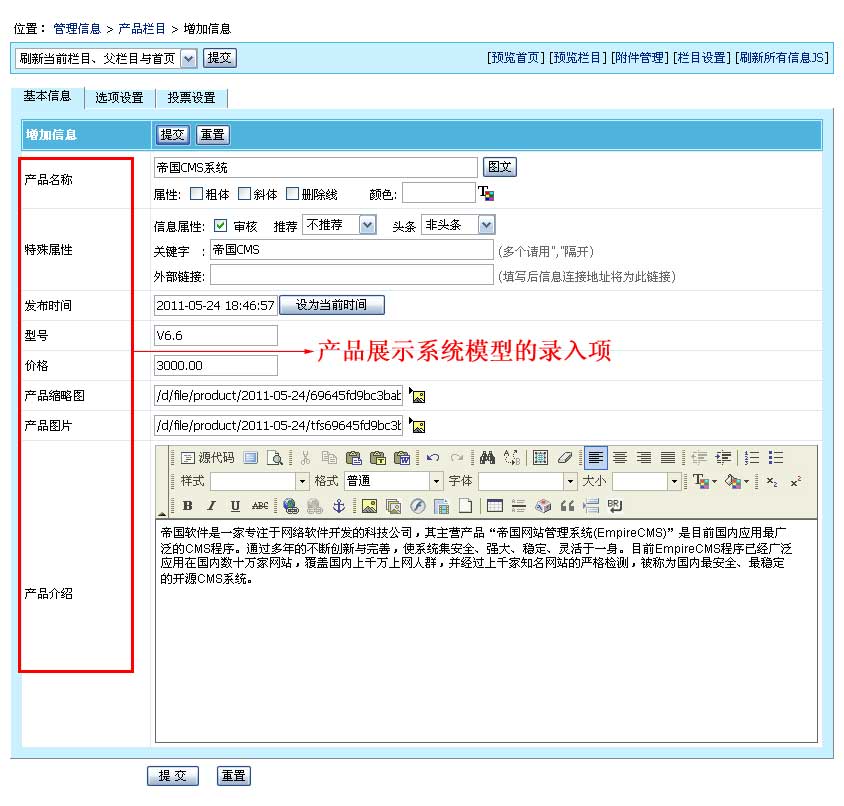 位置： 管理信息 > 产品栏目 > 增加信息
刷新当前栏目、父栏目与首页 提交 [预览首页] [预览栏目] [附件管理] [栏目设置] [刷新所有信息JS]
基本信息 选项设置 投票设置
增加信息 提交 重置
产品名称 帝国CMS系统 图文
属性: 粗体 斜体 删除线 颜色:
特殊属性
信息属性: 审核 推荐 不推荐 头条 非头条
关键字 : 帝国CMS (多个请用","隔开)
外部链接: (填写后信息连接地址将为此链接)
发布时间 2011-05-24 18:46:57 设为当前时间
型号 V6.6
产品展示系统模型的录入项
价格 3000.00
产品缩略图 /d/file/product/2011-05-24/69645fd9bc3bab
产品图片 /d/file/product/2011-05-24/tfs69645fd9bc3b
源代码
样式 格式 普通 字体 大小
B I U ABC
产品介绍
帝国软件是一家专注于网络软件开发的科技公司，其主营产品“帝国网站管理系统(EmpireCMS)”是目前国内应用最广
泛的CMS程序。通过多年的不断创新与完善，使系统集安全、强大、稳定、灵活于一身。目前EmpireCMS程序已经广泛
应用在国内数十万家网站，覆盖国内上千万上网人群，并经过上千家知名网站的严格检测，被称为国内最安全、最稳定
的开源CMS系统。
提 交 重置